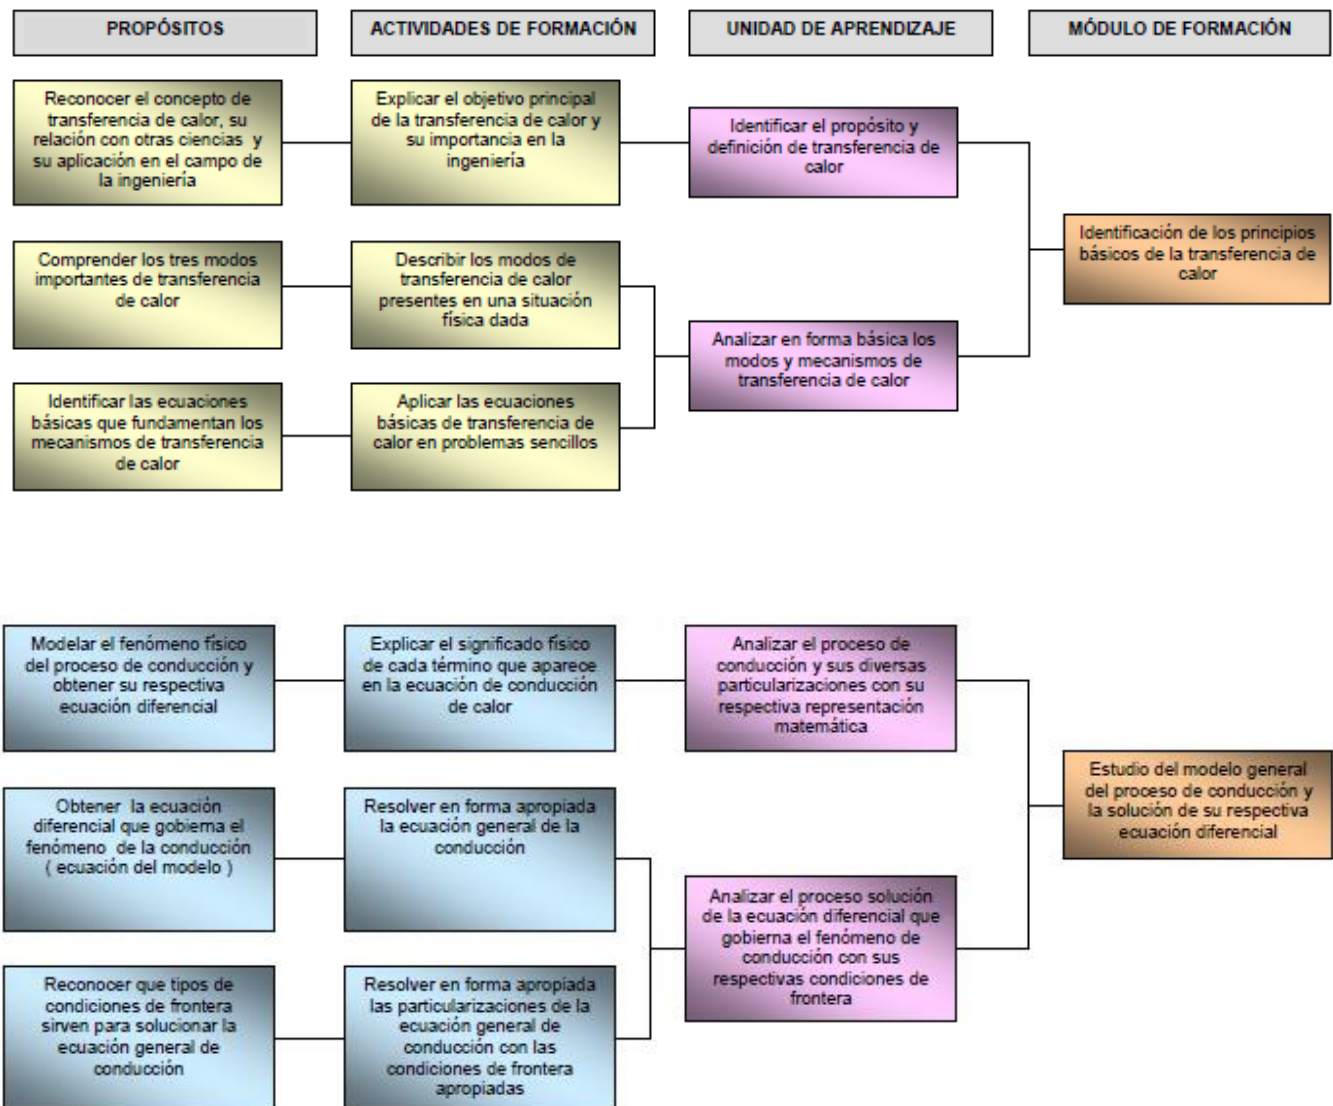 PROPÓSITOS
ACTIVIDADES DE FORMACIÓN
UNIDAD DE APRENDIZAJE
MÓDULO DE FORMACIÓN
Reconocer el concepto de
transferencia de calor, su
relación con otras ciencias y
su aplicación en el campo de
la ingeniería
Explicar el objetivo principal
de la transferencia de calor y
su importancia en la
ingeniería
Identificar el propósito y
definición de transferencia de
calor
Identificación de los principios
básicos de la transferencia de
calor
Comprender los tres modos
importantes de transferencia
de calor
Describir los modos de
transferencia de calor
presentes en una situación
física dada
Analizar en forma básica los
modos y mecanismos de
transferencia de calor
Identificar las ecuaciones
básicas que fundamentan los
mecanismos de transferencia
de calor
Aplicar las ecuaciones
básicas de transferencia de
calor en problemas sencillos
Modelar el fenómeno físico
del proceso de conducción y
obtener su respectiva
ecuación diferencial
Explicar el significado físico
de cada término que aparece
en la ecuación de conducción
de calor
Analizar el proceso de
conducción y sus diversas
particularizaciones con su
respectiva representación
matemática
Estudio del modelo general
del proceso de conducción y
la solución de su respectiva
ecuación diferencial
Obtener la ecuación
diferencial que gobierna el
fenómeno de la conducción
( ecuación del modelo )
Resolver en forma apropiada
la ecuación general de la
conducción
Analizar el proceso solución
de la ecuación diferencial que
gobierna el fenómeno de
conducción con sus
respectivas condiciones de
frontera
Reconocer que tipos de
condiciones de frontera
sirven para solucionar la
ecuación general de
conducción
Resolver en forma apropiada
las particularizaciones de la
ecuación general de
conducción con las
condiciones de frontera
apropiadas